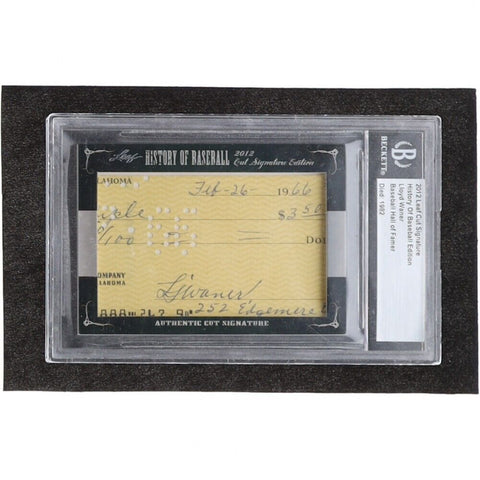 Leaf HISTORY OF BASEBALL 2012 Cut Signature Edition
LAHOMA
Feb-26- 1966
$3.50
/100 Dol
OMPANY
LAHOMA
LJWaner
252 Edgemere
AUTHENTIC CUT SIGNATURE
BECKETT
2012 Leaf Cut Signature
History Of Baseball Edition
Lloyd Waner
Baseball Hall of Famer
Died: 1982